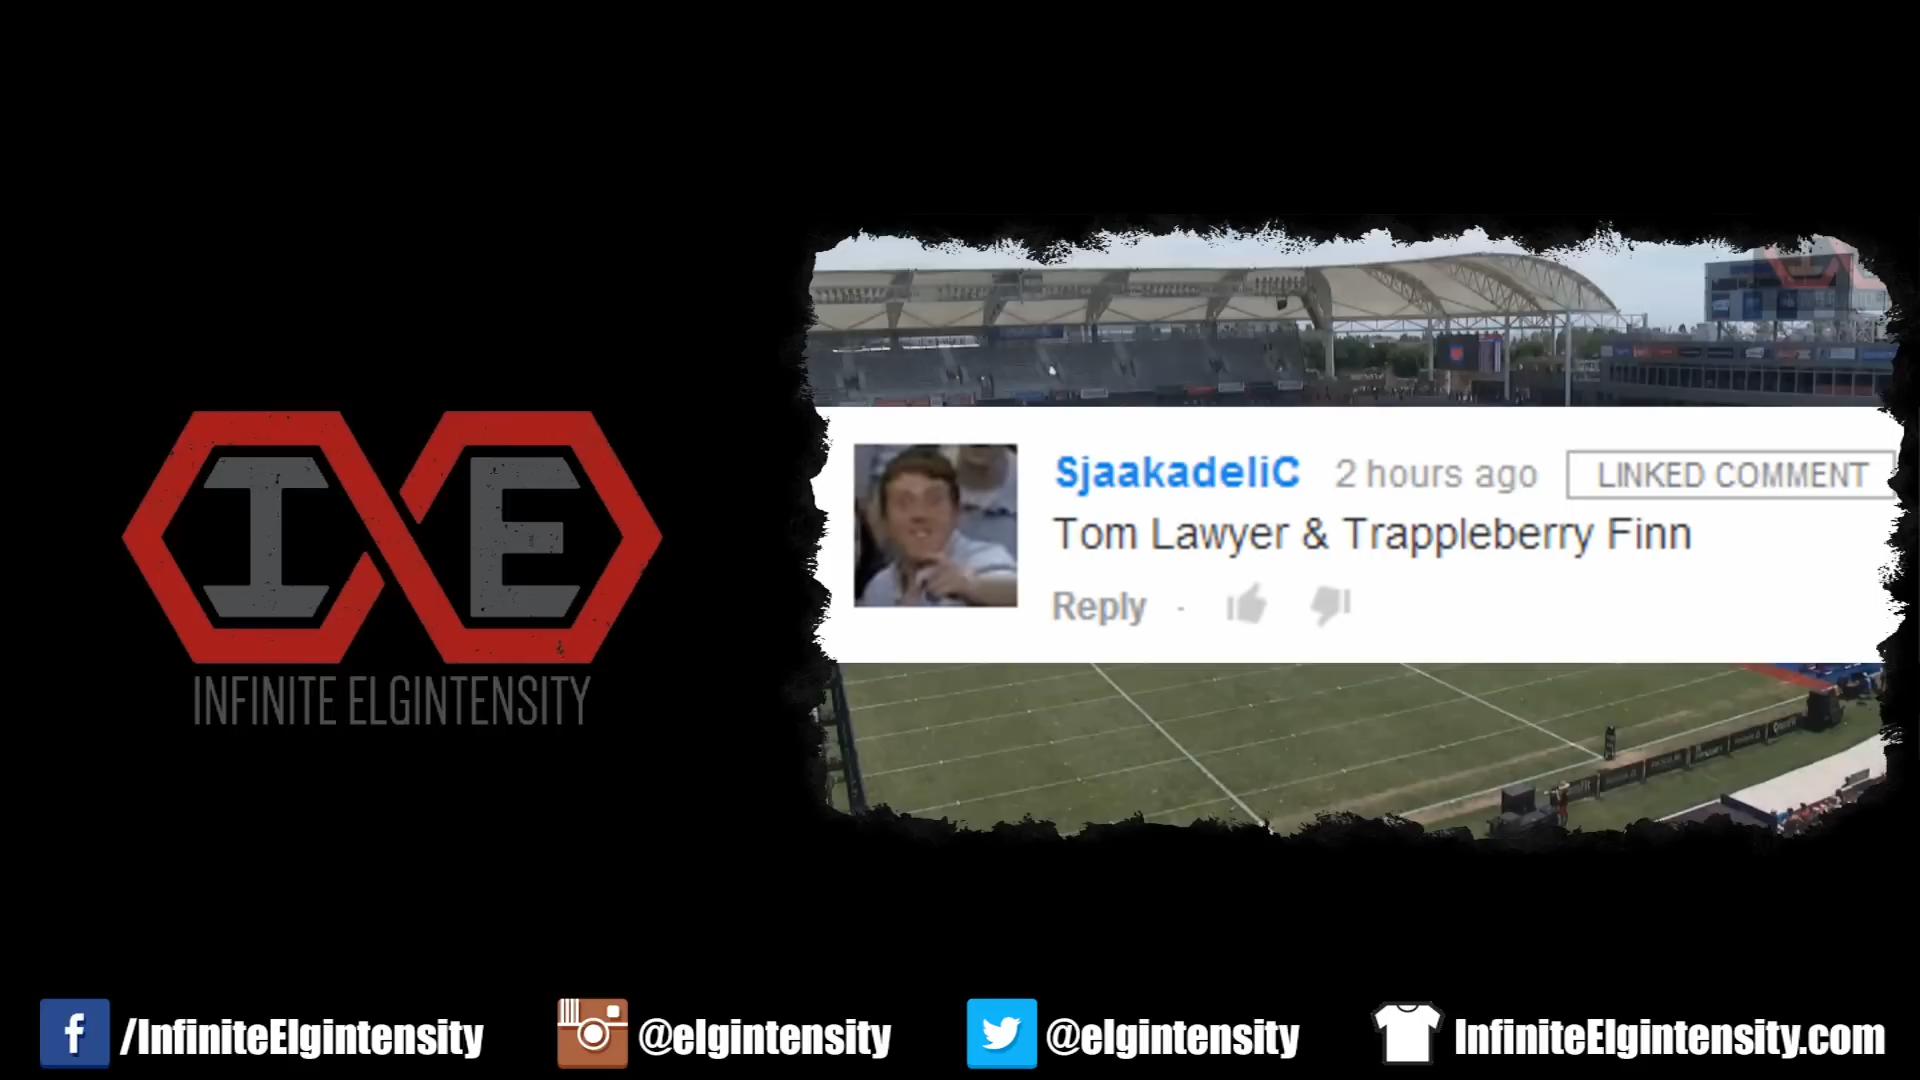 IE
INFINITE ELGINTENSITY
SjaakadeliC 2 hours ago LINKED COMMENT
Tom Lawyer & Trappleberry Finn
Reply
/InfiniteElgintensity
@elgintensity
@elgintensity
InfiniteElgintensity.com